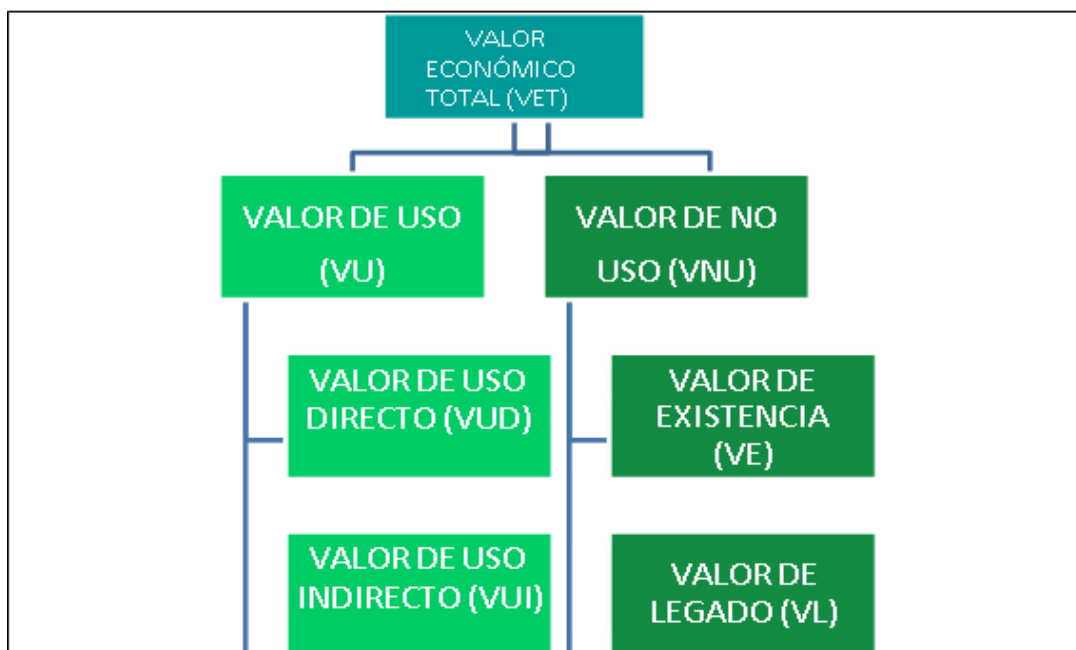 VALOR
ECONÓMICO
TOTAL (VET)
VALOR DE USO
(VU)
VALOR DE NO
USO (VNU)
VALOR DE USO
DIRECTO (VUD)
VALOR DE
EXISTENCIA
(VE)
VALOR DE USO
INDIRECTO (VUI)
VALOR DE
LEGADO (VL)